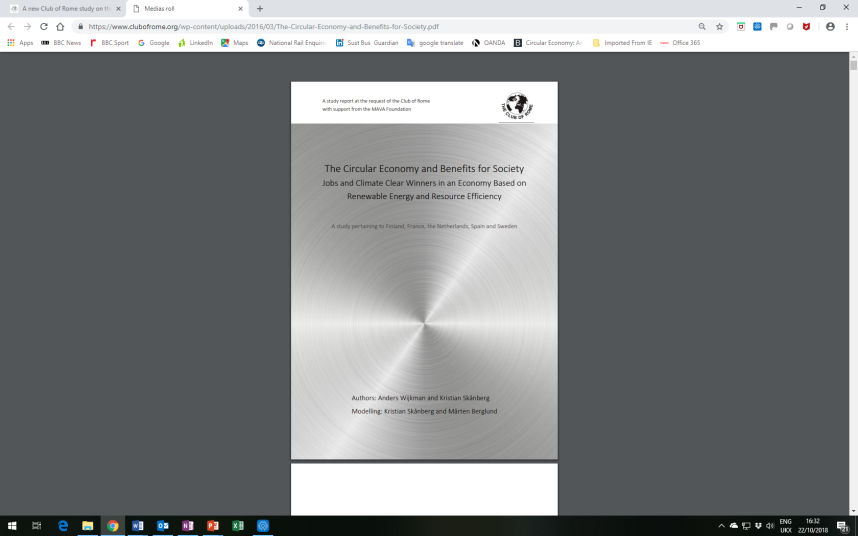 A new Club of Rome study on th
Medias roll
https://www.clubofrome.org/wp-content/uploads/2016/03/The-Circular-Economy-and-Benefits-for-Society.pdf
Apps BBC News BBC Sport Google LinkedIn Maps National Rail Enquiri Sust Bus Guardian google translate OANDA Circular Economy: A Imported From IE Office 365
A study report at the request of the Club of Rome
with support from the MAVA Foundation
THE CLUB OF ROME
The Circular Economy and Benefits for Society
Jobs and Climate Clear Winners in an Economy Based on
Renewable Energy and Resource Efficiency
A study pertaining to Finland, France, the Netherlands, Spain and Sweden
Authors: Anders Wijkman and Kristian Skånberg
Modelling: Kristian Skånberg and Mårten Berglund
ENG 16:32
UKX 22/10/2018